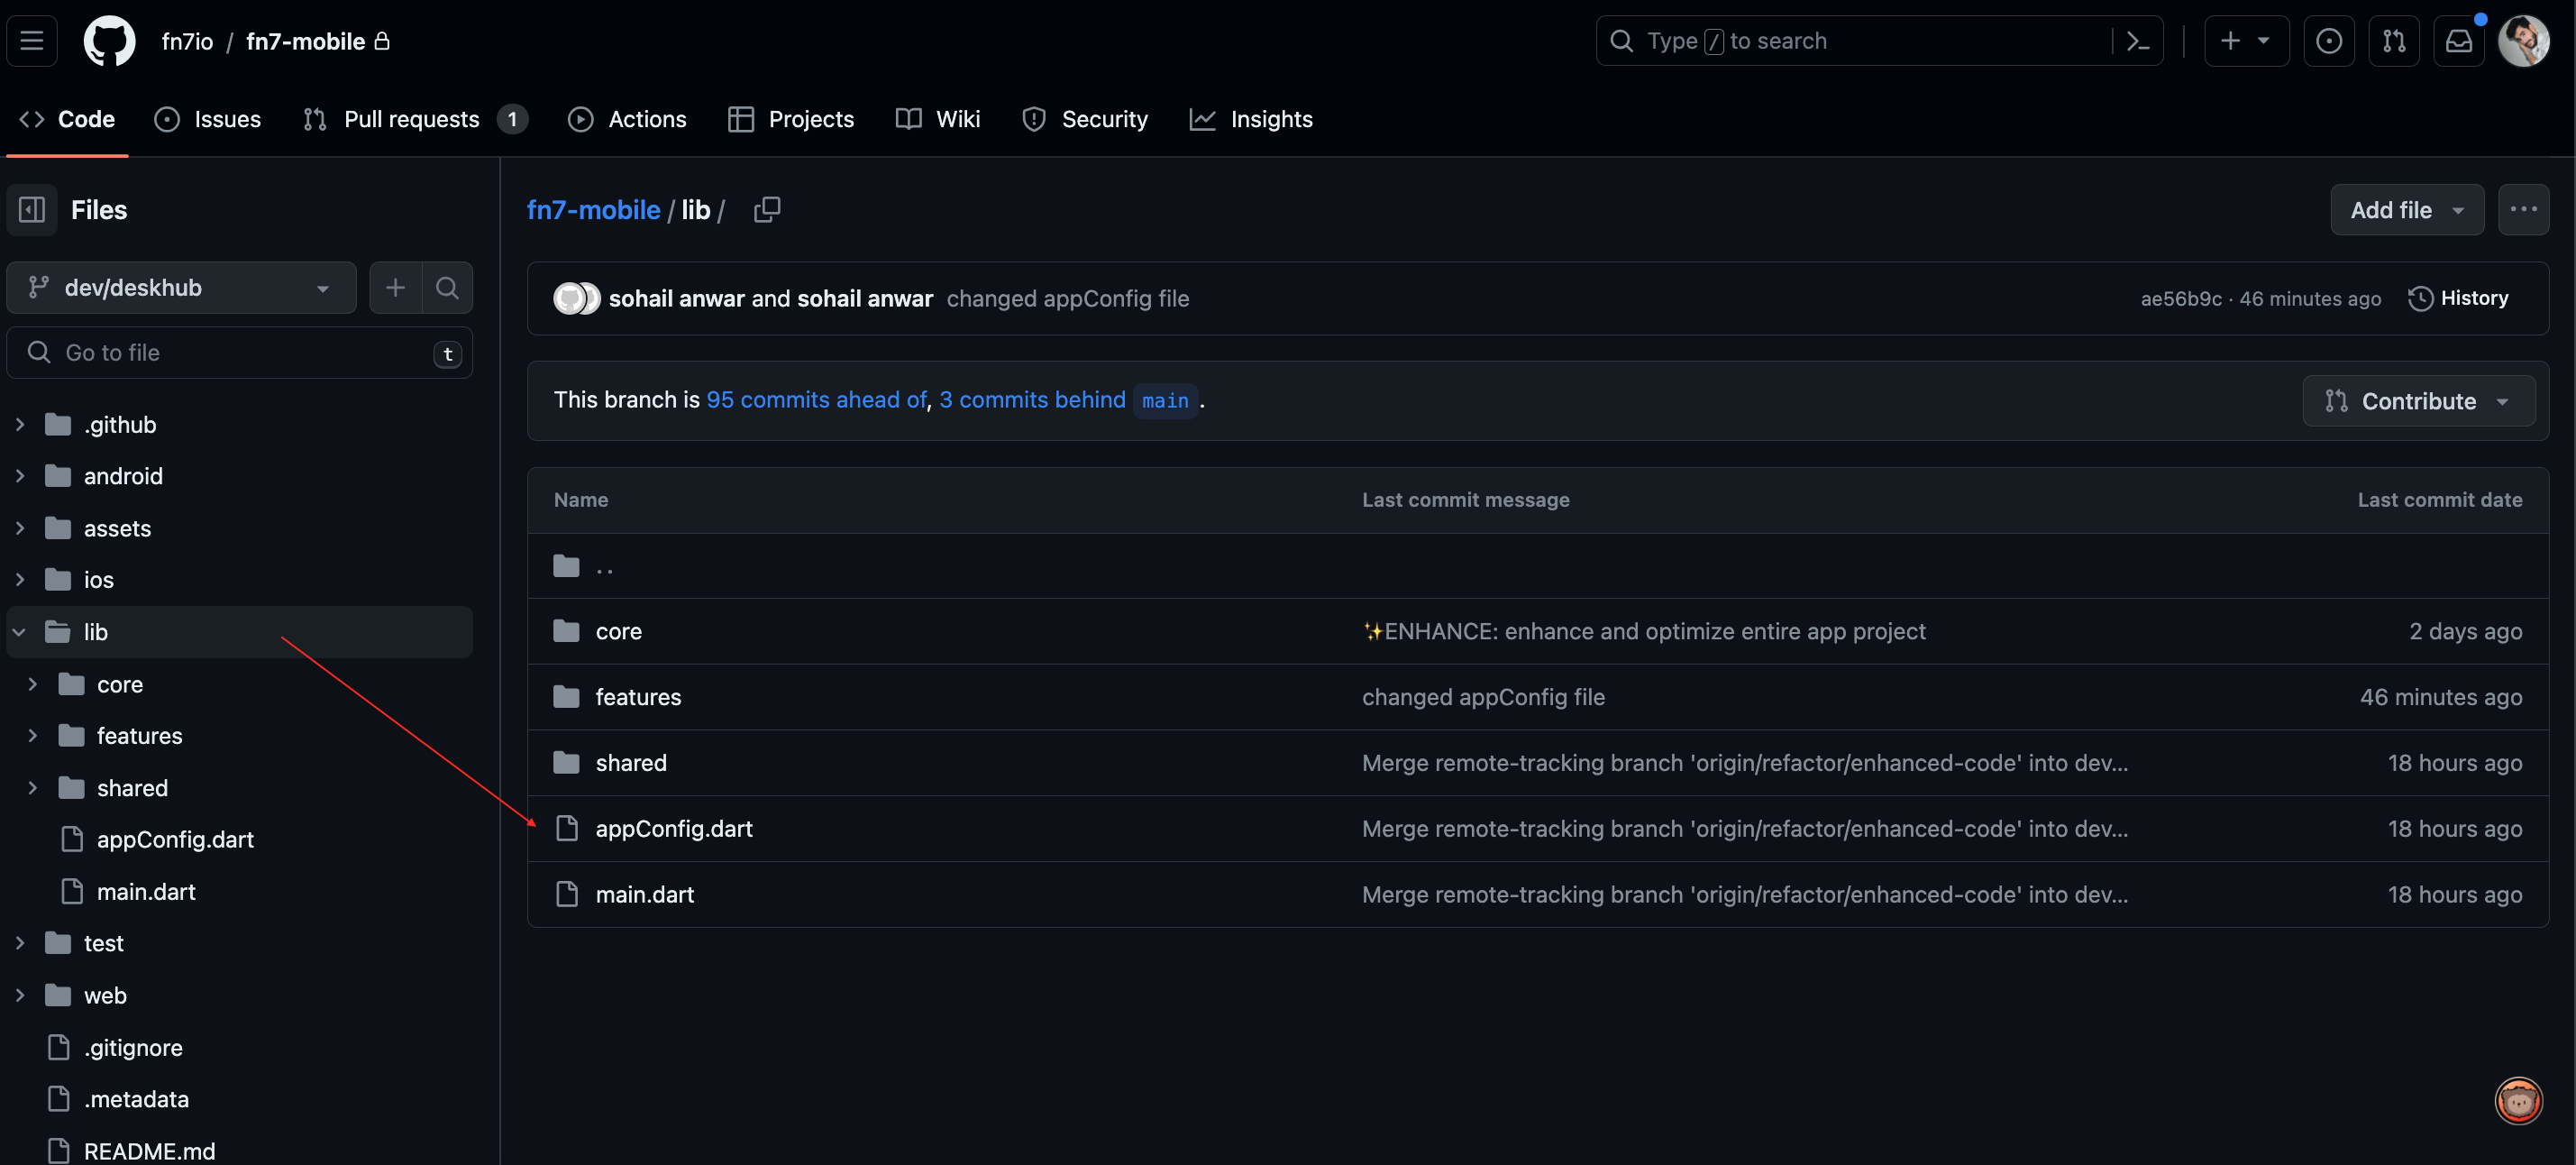 fn7io / fn7-mobile
Type / to search
Code Issues Pull requests 1 Actions Projects Wiki Security Insights
Files
dev/deskhub
Go to file t
.github
android
assets
ios
lib
core
features
shared
appConfig.dart
main.dart
test
web
.gitignore
.metadata
README.md
fn7-mobile / lib /
Add file
sohail anwar and sohail anwar changed appConfig file
ae56b9c · 46 minutes ago History
This branch is 95 commits ahead of, 3 commits behind main .
Contribute
Name Last commit message Last commit date
..
core ✨ENHANCE: enhance and optimize entire app project 2 days ago
features changed appConfig file 46 minutes ago
shared Merge remote-tracking branch 'origin/refactor/enhanced-code' into dev... 18 hours ago
appConfig.dart Merge remote-tracking branch 'origin/refactor/enhanced-code' into dev... 18 hours ago
main.dart Merge remote-tracking branch 'origin/refactor/enhanced-code' into dev... 18 hours ago